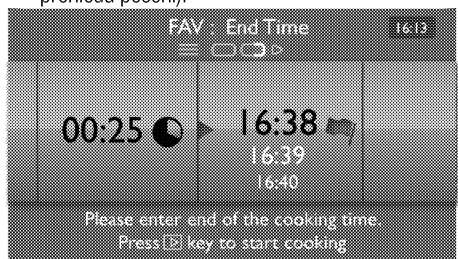 FAV : End Time 16:13
00:25 16:38
16:39
16:40
Please enter end of the cooking time.
Press key to start cooking